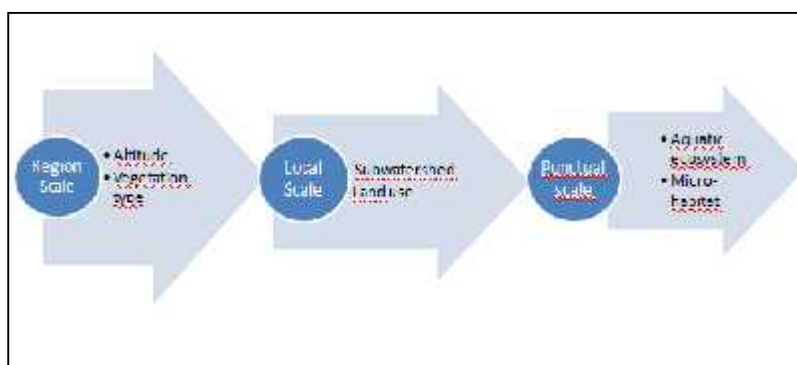 Region
Scale
• Altitude
• Vegetation
type
Local
Scale
Subwatershed
Land use
Punctual
scale
• Aquatic
ecosystem
• Micro-
habitat